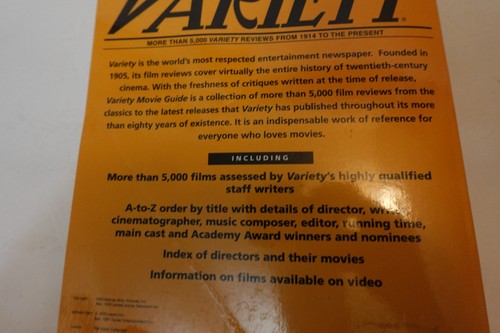 VARIETY
MORE THAN 5,000 VARIETY REVIEWS FROM 1914 TO THE PRESENT
Variety is the world's most respected entertainment newspaper. Founded in
1905, its film reviews cover virtually the entire history of twentieth-century
cinema. With the freshness of critiques written at the time of release,
Variety Movie Guide is a collection of more than 5,000 film reviews from the
classics to the latest releases that Variety has published throughout its more
than eighty years of existence. It is an indispensable work of reference for
everyone who loves movies.
INCLUDING
More than 5,000 films assessed by Variety's highly qualified
staff writers
A-to-Z order by title with details of director, writer,
cinematographer, music composer, editor, running time,
main cast and Academy Award winners and nominees
Index of directors and their movies
Information on films available on video